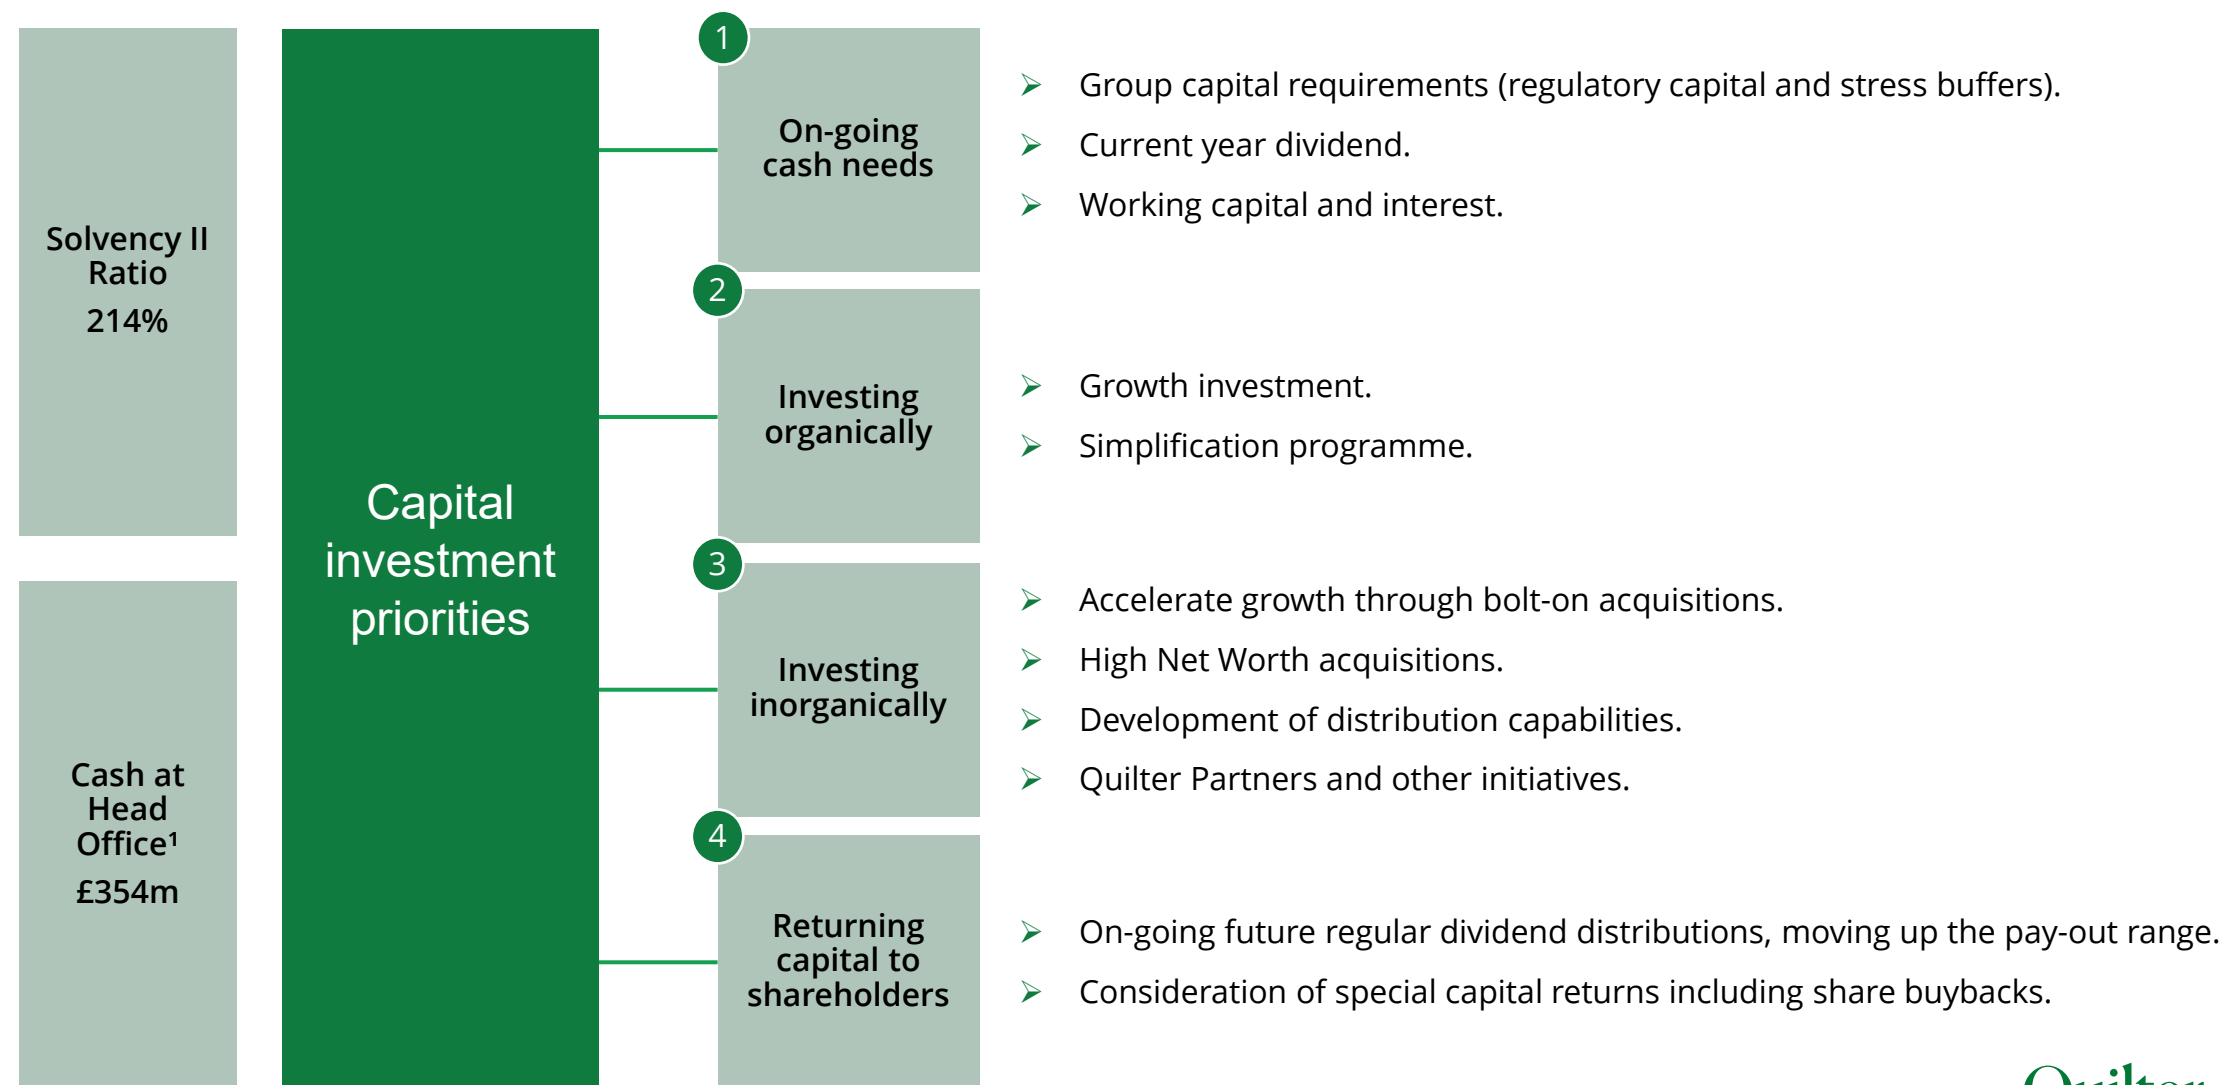 Solvency II
Ratio
214%
Cash at
Head
Office¹
£354m
Capital
investment
priorities
1
On-going
cash needs
➢ Group capital requirements (regulatory capital and stress buffers).
➢ Current year dividend.
➢ Working capital and interest.
2
Investing
organically
➢ Growth investment.
➢ Simplification programme.
3
Investing
inorganically
➢ Accelerate growth through bolt-on acquisitions.
➢ High Net Worth acquisitions.
➢ Development of distribution capabilities.
➢ Quilter Partners and other initiatives.
4
Returning
capital to
shareholders
➢ On-going future regular dividend distributions, moving up the pay-out range.
➢ Consideration of special capital returns including share buybacks.
Quilter